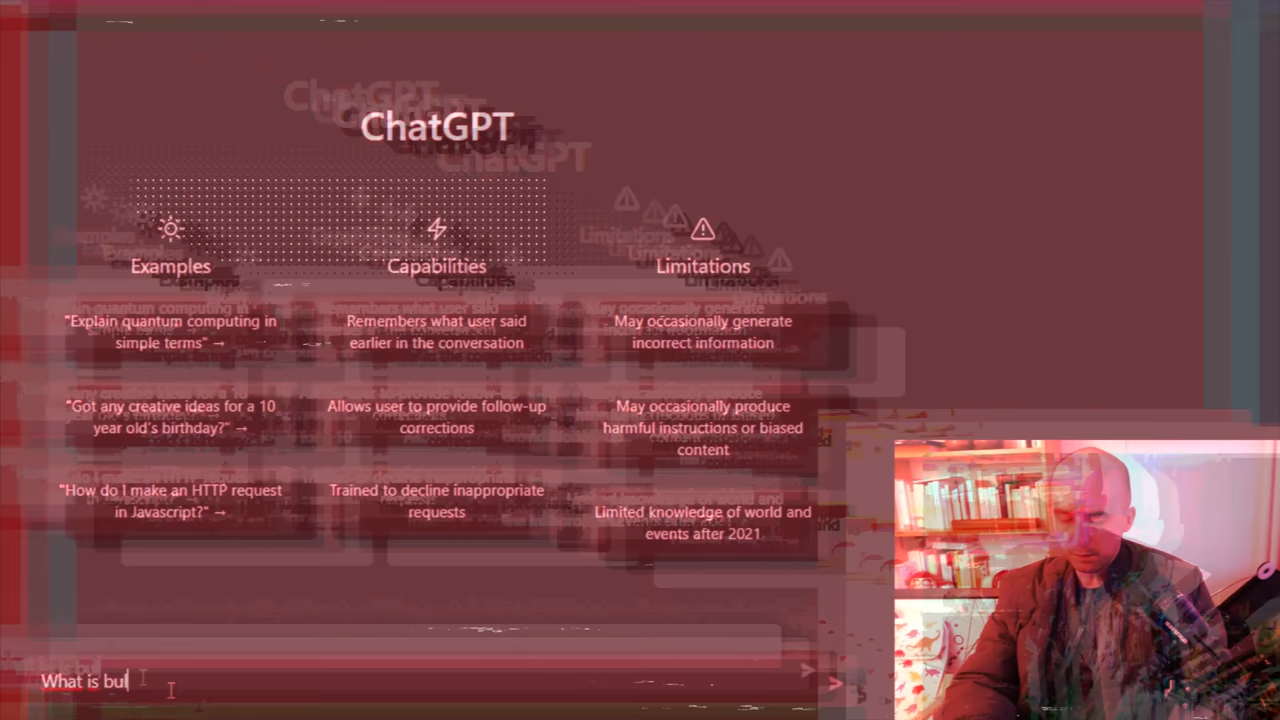 ChatGPT
Examples
"Explain quantum computing in
simple terms" →
"Got any creative ideas for a 10
year old's birthday?" →
"How do I make an HTTP request
in Javascript?" →
Capabilities
Remembers what user said
earlier in the conversation
Allows user to provide follow-up
corrections
Trained to decline inappropriate
requests
Limitations
May occasionally generate
incorrect information
May occasionally produce
harmful instructions or biased
content
Limited knowledge of world and
events after 2021
What is bul